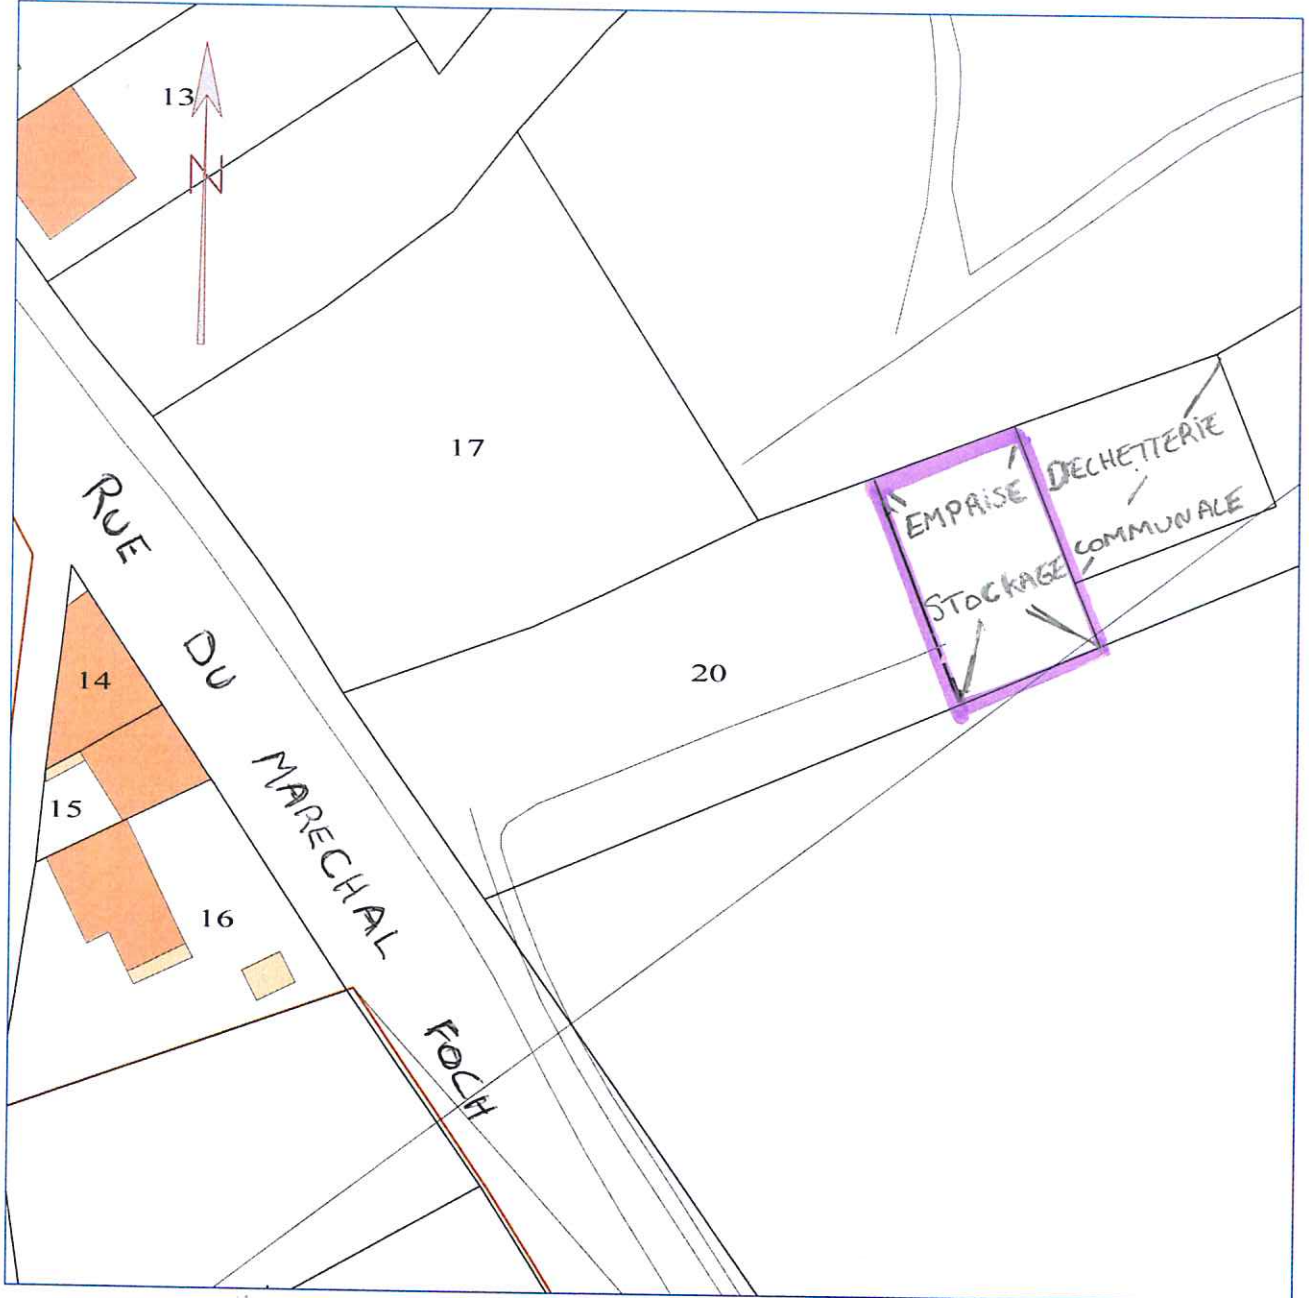 13
N
17
RUE DU MARECHAL FOCH
EMPRISE
STOCKAGE
DECHETTERIE
COMMUNALE
14
20
15
16